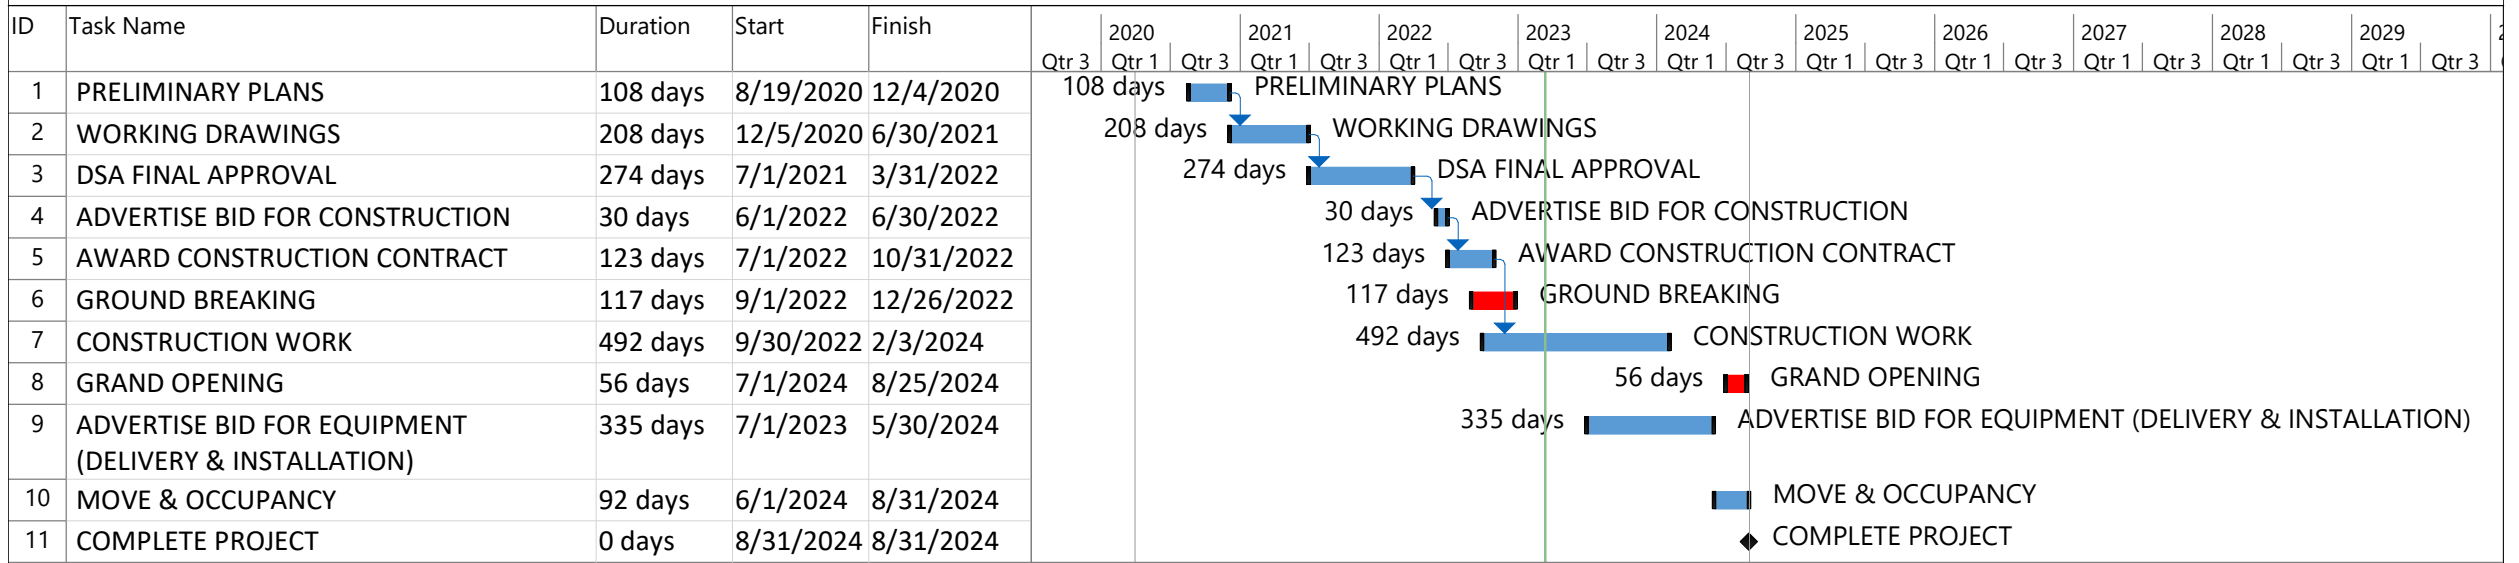 ID Task Name Duration Start Finish
2020 2021 2022 2023 2024 2025 2026 2027 2028 2029
Qtr 3 Qtr 1 Qtr 3 Qtr 1 Qtr 3 Qtr 1 Qtr 3 Qtr 1 Qtr 3 Qtr 1 Qtr 3 Qtr 1 Qtr 3 Qtr 1 Qtr 3 Qtr 1 Qtr 3 Qtr 1 Qtr 3 Qtr 1 Qtr 3
1 PRELIMINARY PLANS 108 days 8/19/2020 12/4/2020 108 days PRELIMINARY PLANS
2 WORKING DRAWINGS 208 days 12/5/2020 6/30/2021 208 days WORKING DRAWINGS
3 DSA FINAL APPROVAL 274 days 7/1/2021 3/31/2022 274 days DSA FINAL APPROVAL
4 ADVERTISE BID FOR CONSTRUCTION 30 days 6/1/2022 6/30/2022 30 days ADVERTISE BID FOR CONSTRUCTION
5 AWARD CONSTRUCTION CONTRACT 123 days 7/1/2022 10/31/2022 123 days AWARD CONSTRUCTION CONTRACT
6 GROUND BREAKING 117 days 9/1/2022 12/26/2022 117 days GROUND BREAKING
7 CONSTRUCTION WORK 492 days 9/30/2022 2/3/2024 492 days CONSTRUCTION WORK
8 GRAND OPENING 56 days 7/1/2024 8/25/2024 56 days GRAND OPENING
9 ADVERTISE BID FOR EQUIPMENT 335 days 7/1/2023 5/30/2024 335 days ADVERTISE BID FOR EQUIPMENT (DELIVERY & INSTALLATION)
(DELIVERY & INSTALLATION)
10 MOVE & OCCUPANCY 92 days 6/1/2024 8/31/2024 MOVE & OCCUPANCY
11 COMPLETE PROJECT 0 days 8/31/2024 8/31/2024 COMPLETE PROJECT